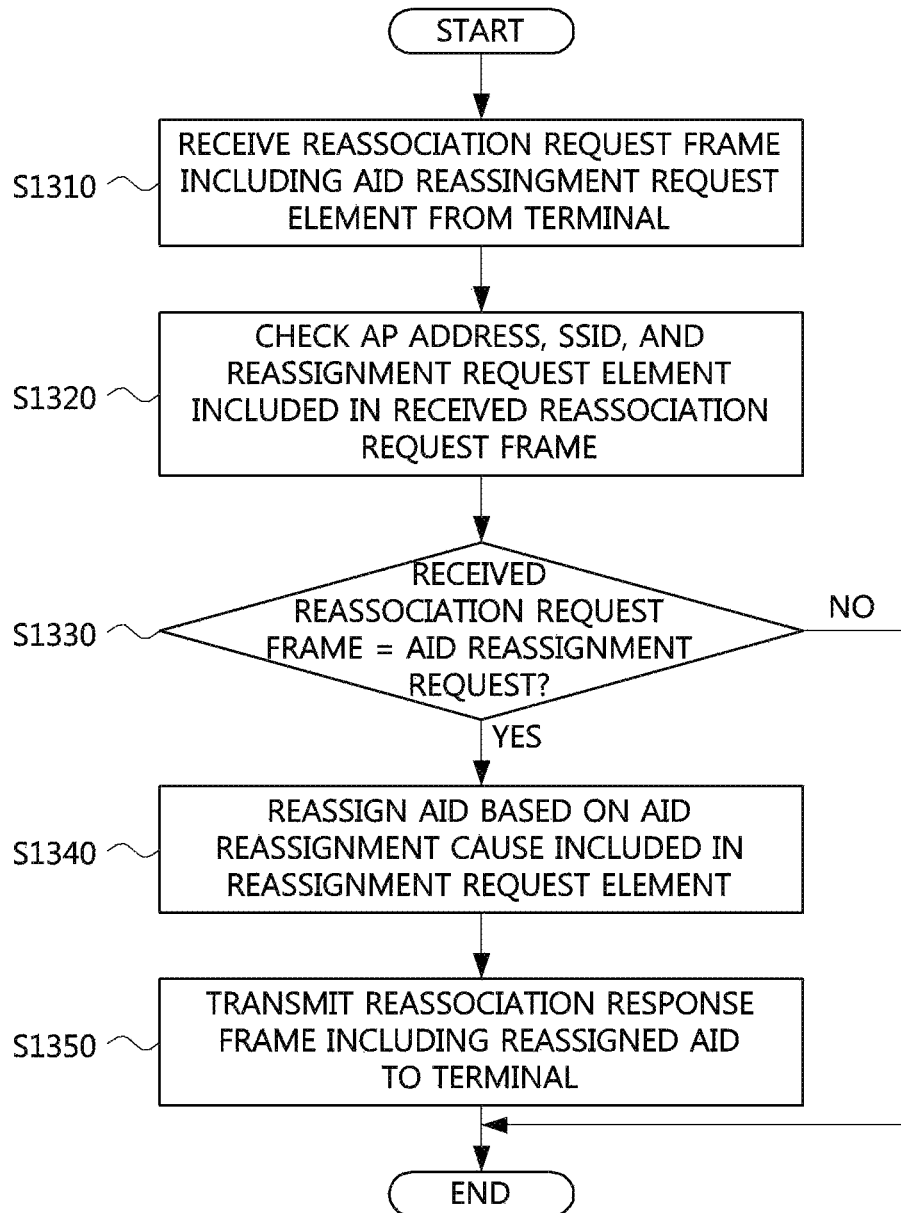 START
RECEIVE REASSOCIATION REQUEST FRAME
INCLUDING AID REASSINGMENT REQUEST
ELEMENT FROM TERMINAL
S1310
CHECK AP ADDRESS, SSID, AND
REASSIGNMENT REQUEST ELEMENT
INCLUDED IN RECEIVED REASSOCIATION
REQUEST FRAME
S1320
RECEIVED
REASSOCIATION REQUEST
FRAME = AID REASSIGNMENT
REQUEST?
S1330
NO
YES
REASSIGN AID BASED ON AID
REASSIGNMENT CAUSE INCLUDED IN
REASSIGNMENT REQUEST ELEMENT
S1340
TRANSMIT REASSOCIATION RESPONSE
FRAME INCLUDING REASSIGNED AID
TO TERMINAL
S1350
END